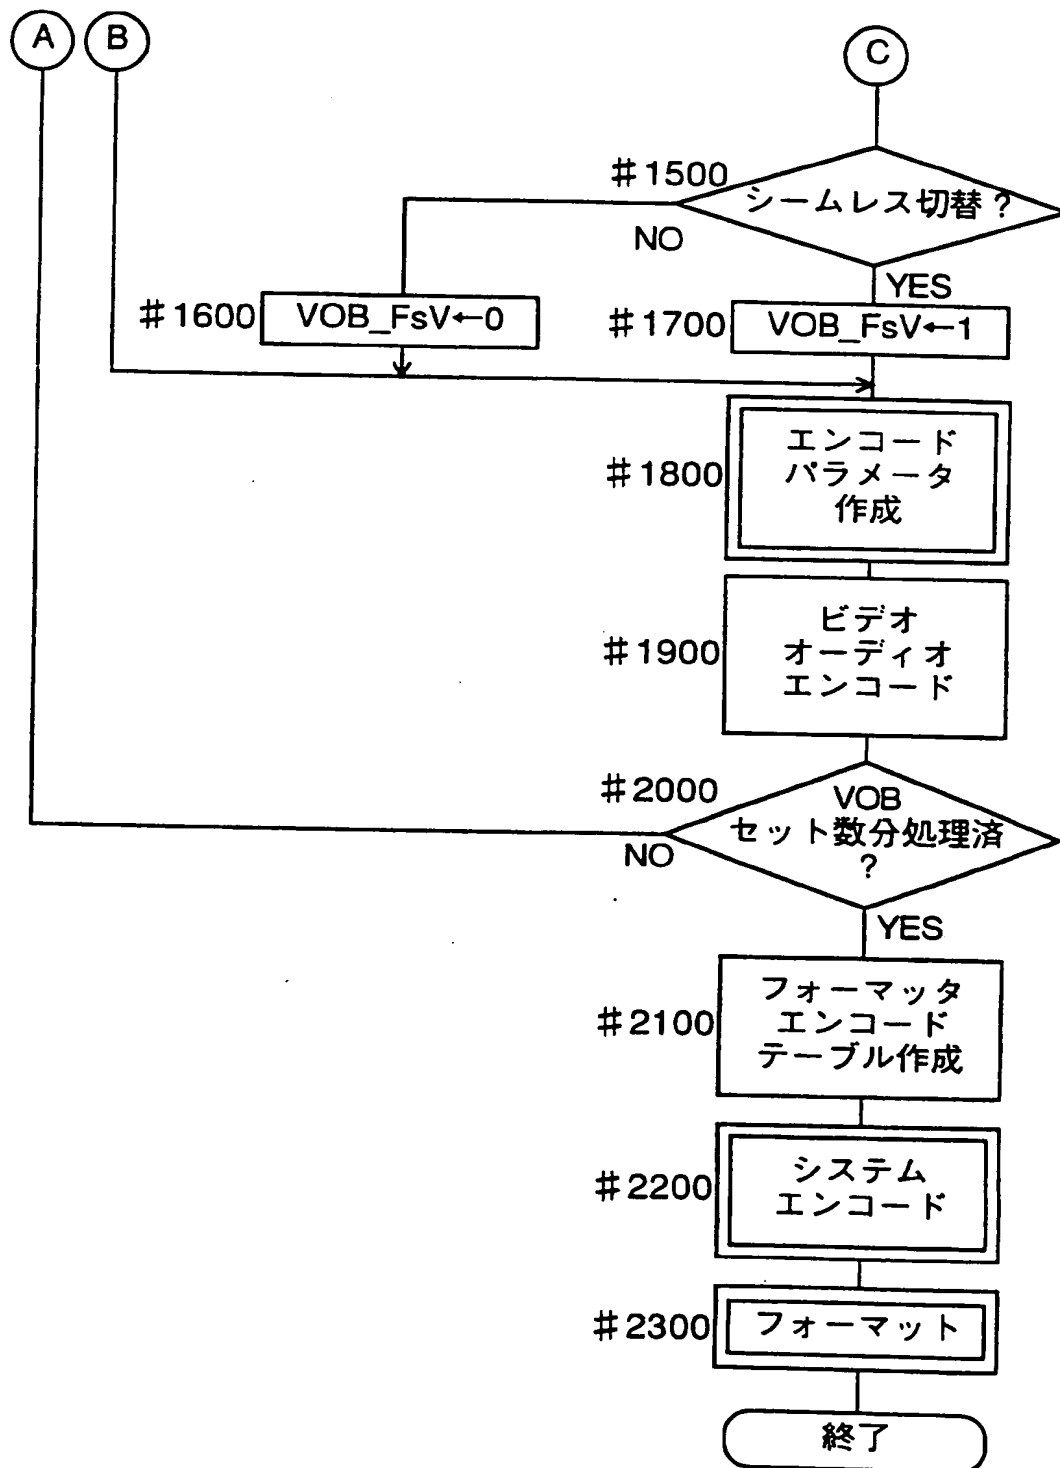 A
B
C
#1500
シームレス切替?
NO
YES
#1600
VOB_FsV←0
#1700
VOB_FsV←1
#1800
エンコード
パラメータ
作成
#1900
ビデオ
オーディオ
エンコード
#2000
VOB
セット数分処理済
?
NO
YES
#2100
フォーマッタ
エンコード
テーブル作成
#2200
システム
エンコード
#2300
フォーマット
終了